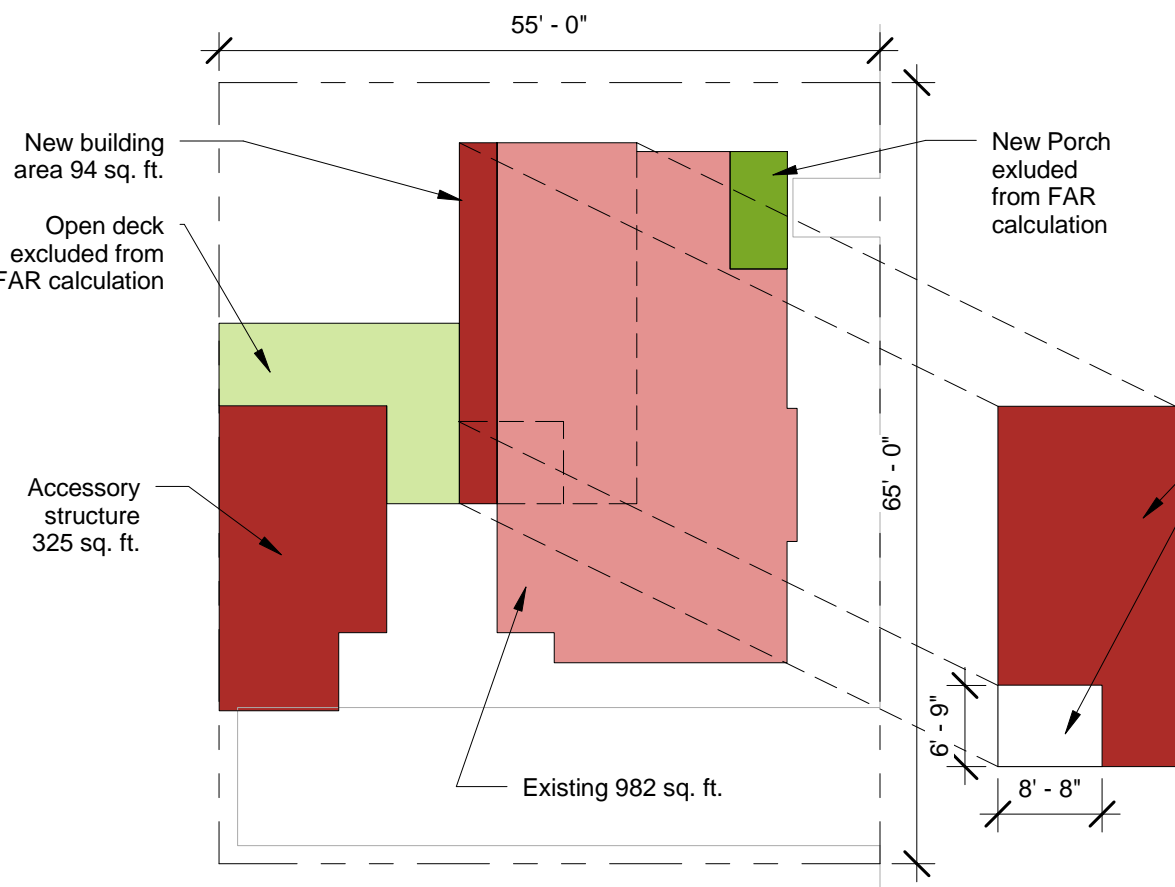 55' - 0"
New building
area 94 sq. ft.
New Porch
exluded
from FAR
calculation
Open deck
excluded from
FAR calculation
Accessory
structure
325 sq. ft.
65' - 0"
6' - 9"
8' - 8"
Existing 982 sq. ft.